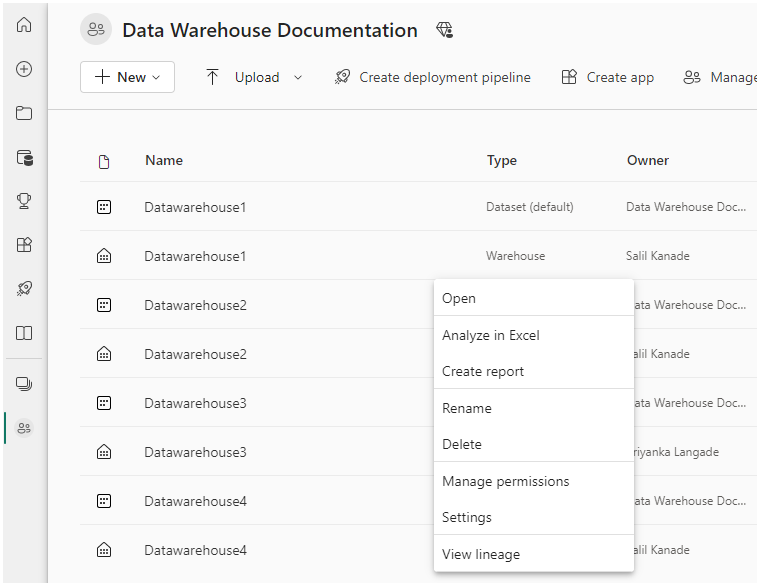 Data Warehouse Documentation
New Upload Create deployment pipeline Create app Manage
Name Type Owner
Datawarehouse1 Dataset (default) Data Warehouse Doc...
Datawarehouse1 Warehouse Salil Kanade
Datawarehouse2 ata Warehouse Doc...
Datawarehouse2 alil Kanade
Datawarehouse3 ata Warehouse Doc...
Datawarehouse3 riyanka Langade
Datawarehouse4 ata Warehouse Doc...
Datawarehouse4 alil Kanade
Open
Analyze in Excel
Create report
Rename
Delete
Manage permissions
Settings
View lineage